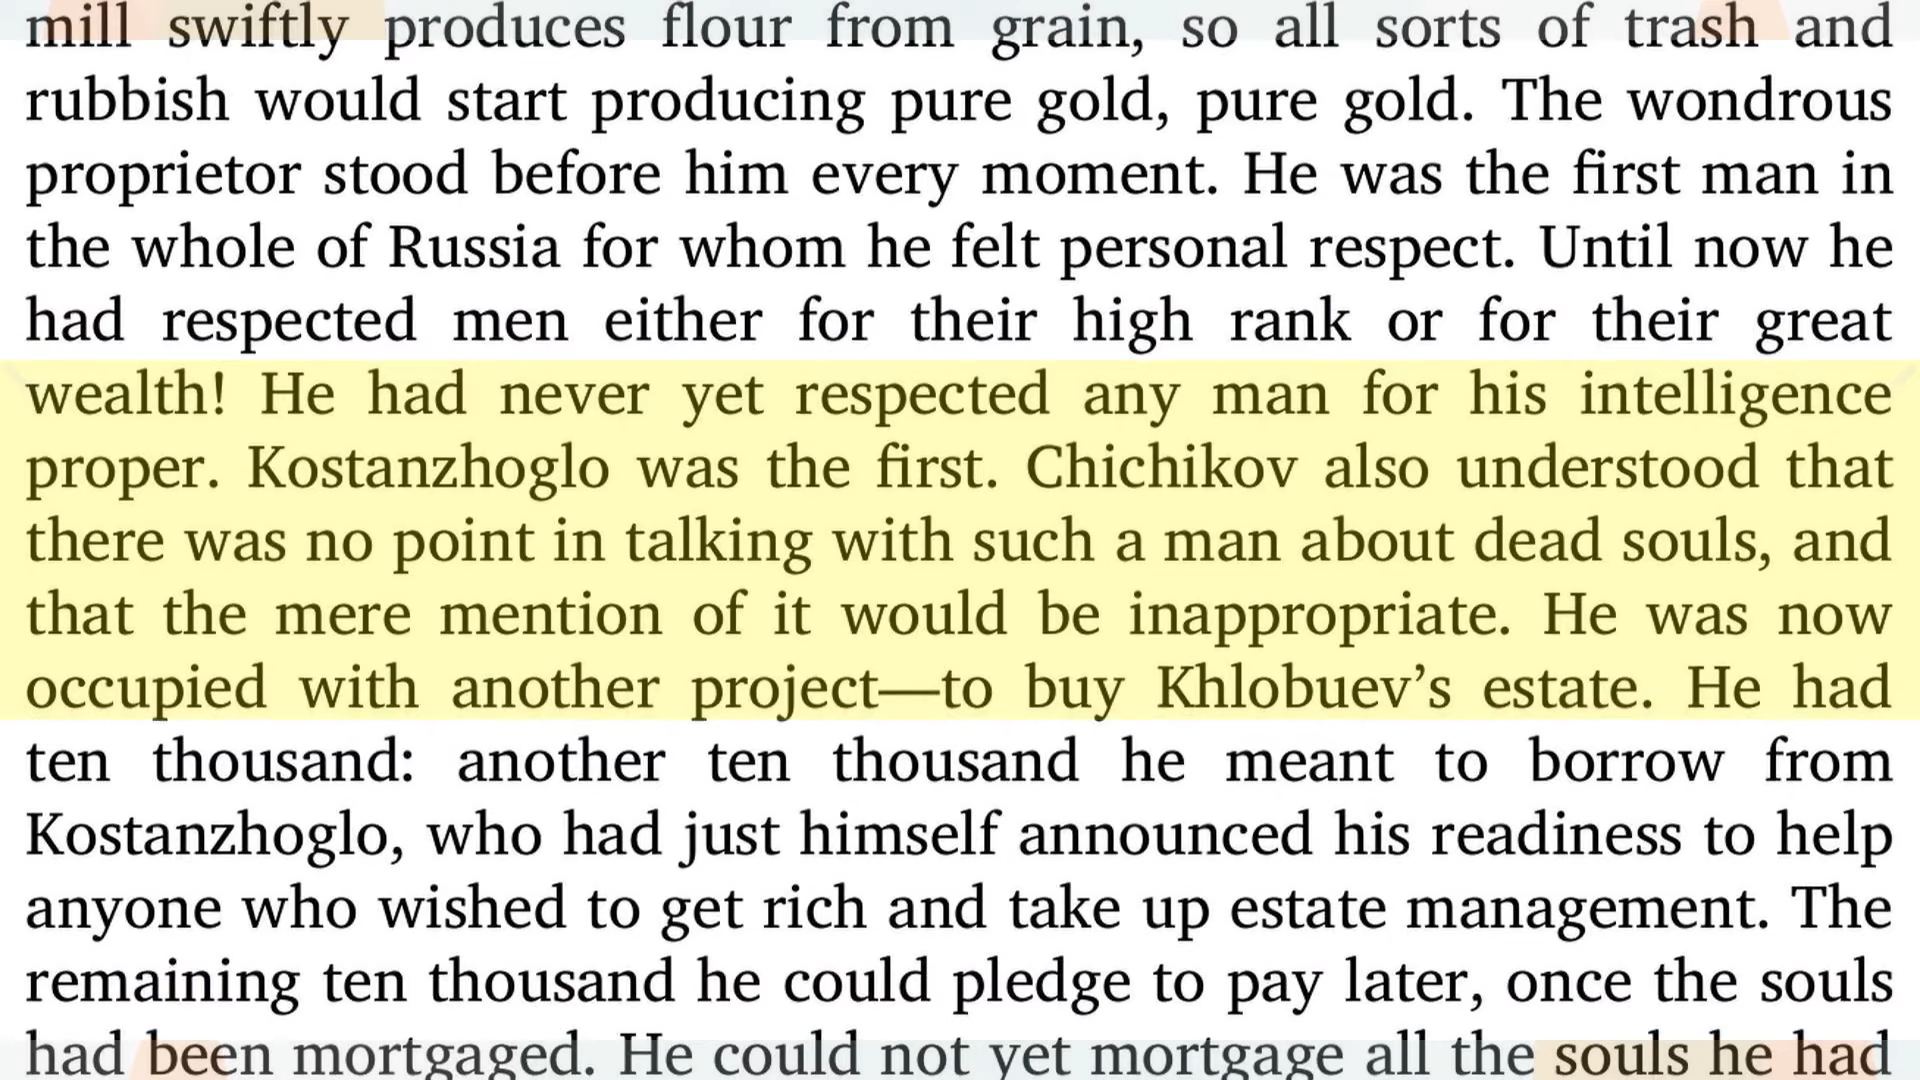 mill swiftly produces flour from grain, so all sorts of trash and
rubbish would start producing pure gold, pure gold. The wondrous
proprietor stood before him every moment. He was the first man in
the whole of Russia for whom he felt personal respect. Until now he
had respected men either for their high rank or for their great
wealth! He had never yet respected any man for his intelligence
proper. Kostanzhoglo was the first. Chichikov also understood that
there was no point in talking with such a man about dead souls, and
that the mere mention of it would be inappropriate. He was now
occupied with another project—to buy Khlobuev’s estate. He had
ten thousand: another ten thousand he meant to borrow from
Kostanzhoglo, who had just himself announced his readiness to help
anyone who wished to get rich and take up estate management. The
remaining ten thousand he could pledge to pay later, once the souls
had been mortgaged. He could not yet mortgage all the souls he had